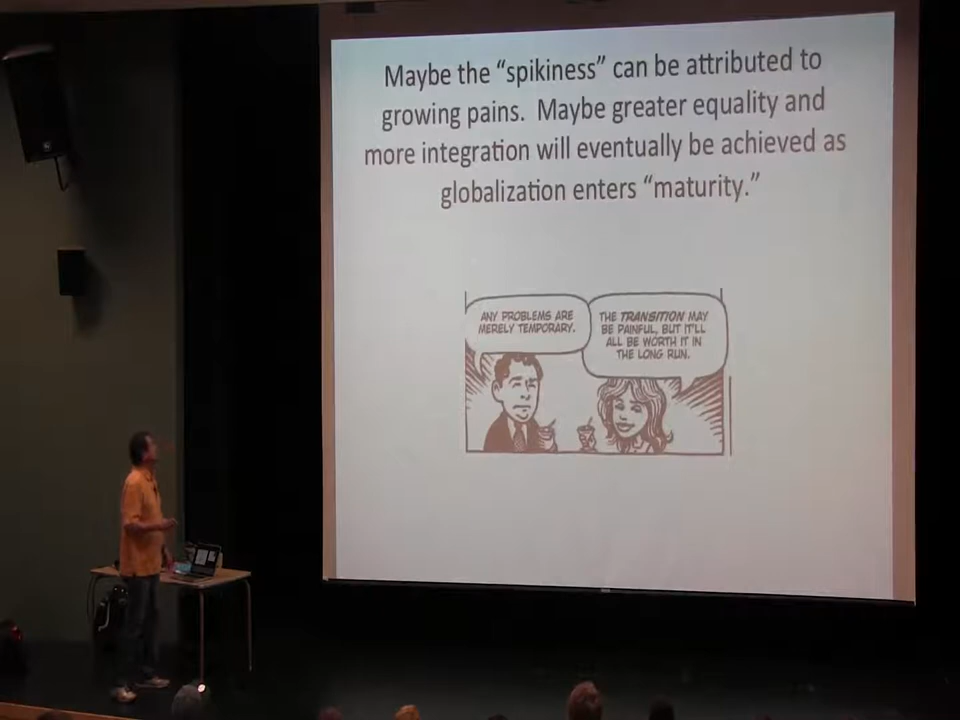 Maybe the “spikiness” can be attributed to
growing pains.  Maybe greater equality and
more integration will eventually be achieved as
globalization enters “maturity.”
ANY PROBLEMS ARE
MERELY TEMPORARY.
THE TRANSITION MAY
BE PAINFUL, BUT IT'LL
ALL BE WORTH IT IN
THE LONG RUN.